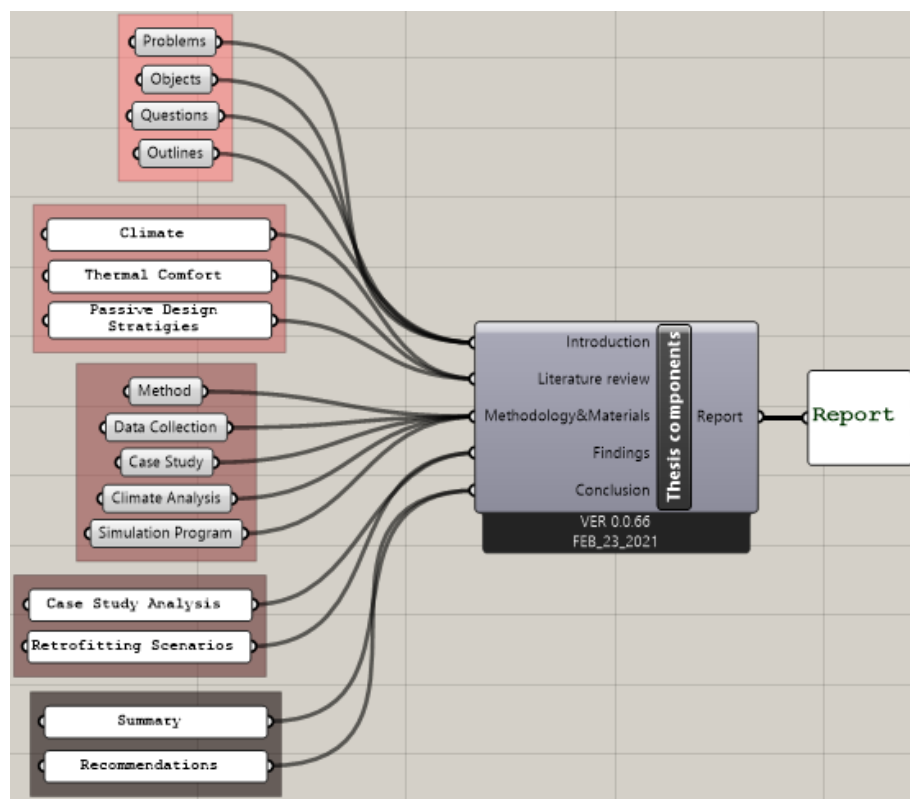 Problems
Objects
Questions
Outlines
Climate
Thermal Comfort
Passive Design
Stratigies
Method
Data Collection
Case Study
Climate Analysis
Simulation Program
Case Study Analysis
Retrofitting Scenarios
Summary
Recommendations
Introduction
Literature review
Methodology&Materials
Findings
Conclusion
Thesis components
Report
VER 0.0.66
FEB_23_2021
Report